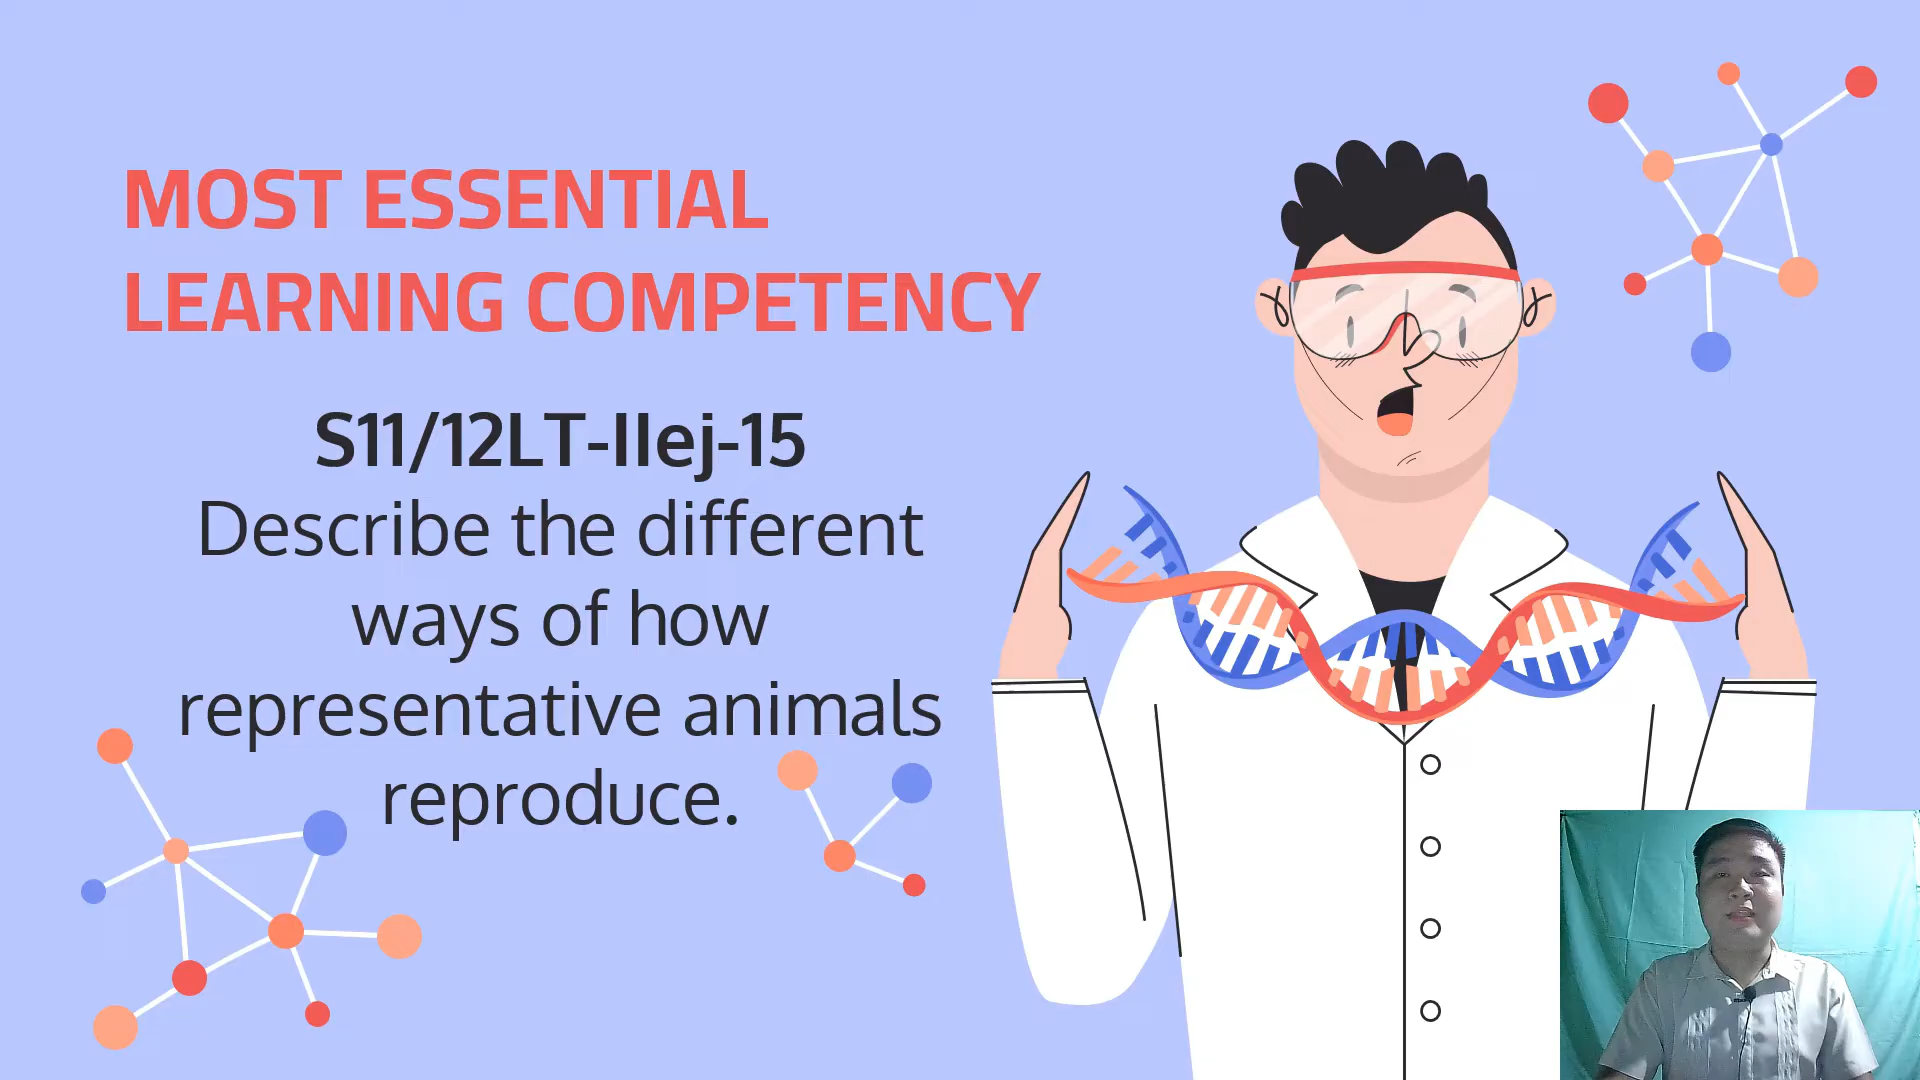 MOST ESSENTIAL
LEARNING COMPETENCY
S11/12LT-IIej-15
Describe the different
ways of how
representative animals
reproduce.